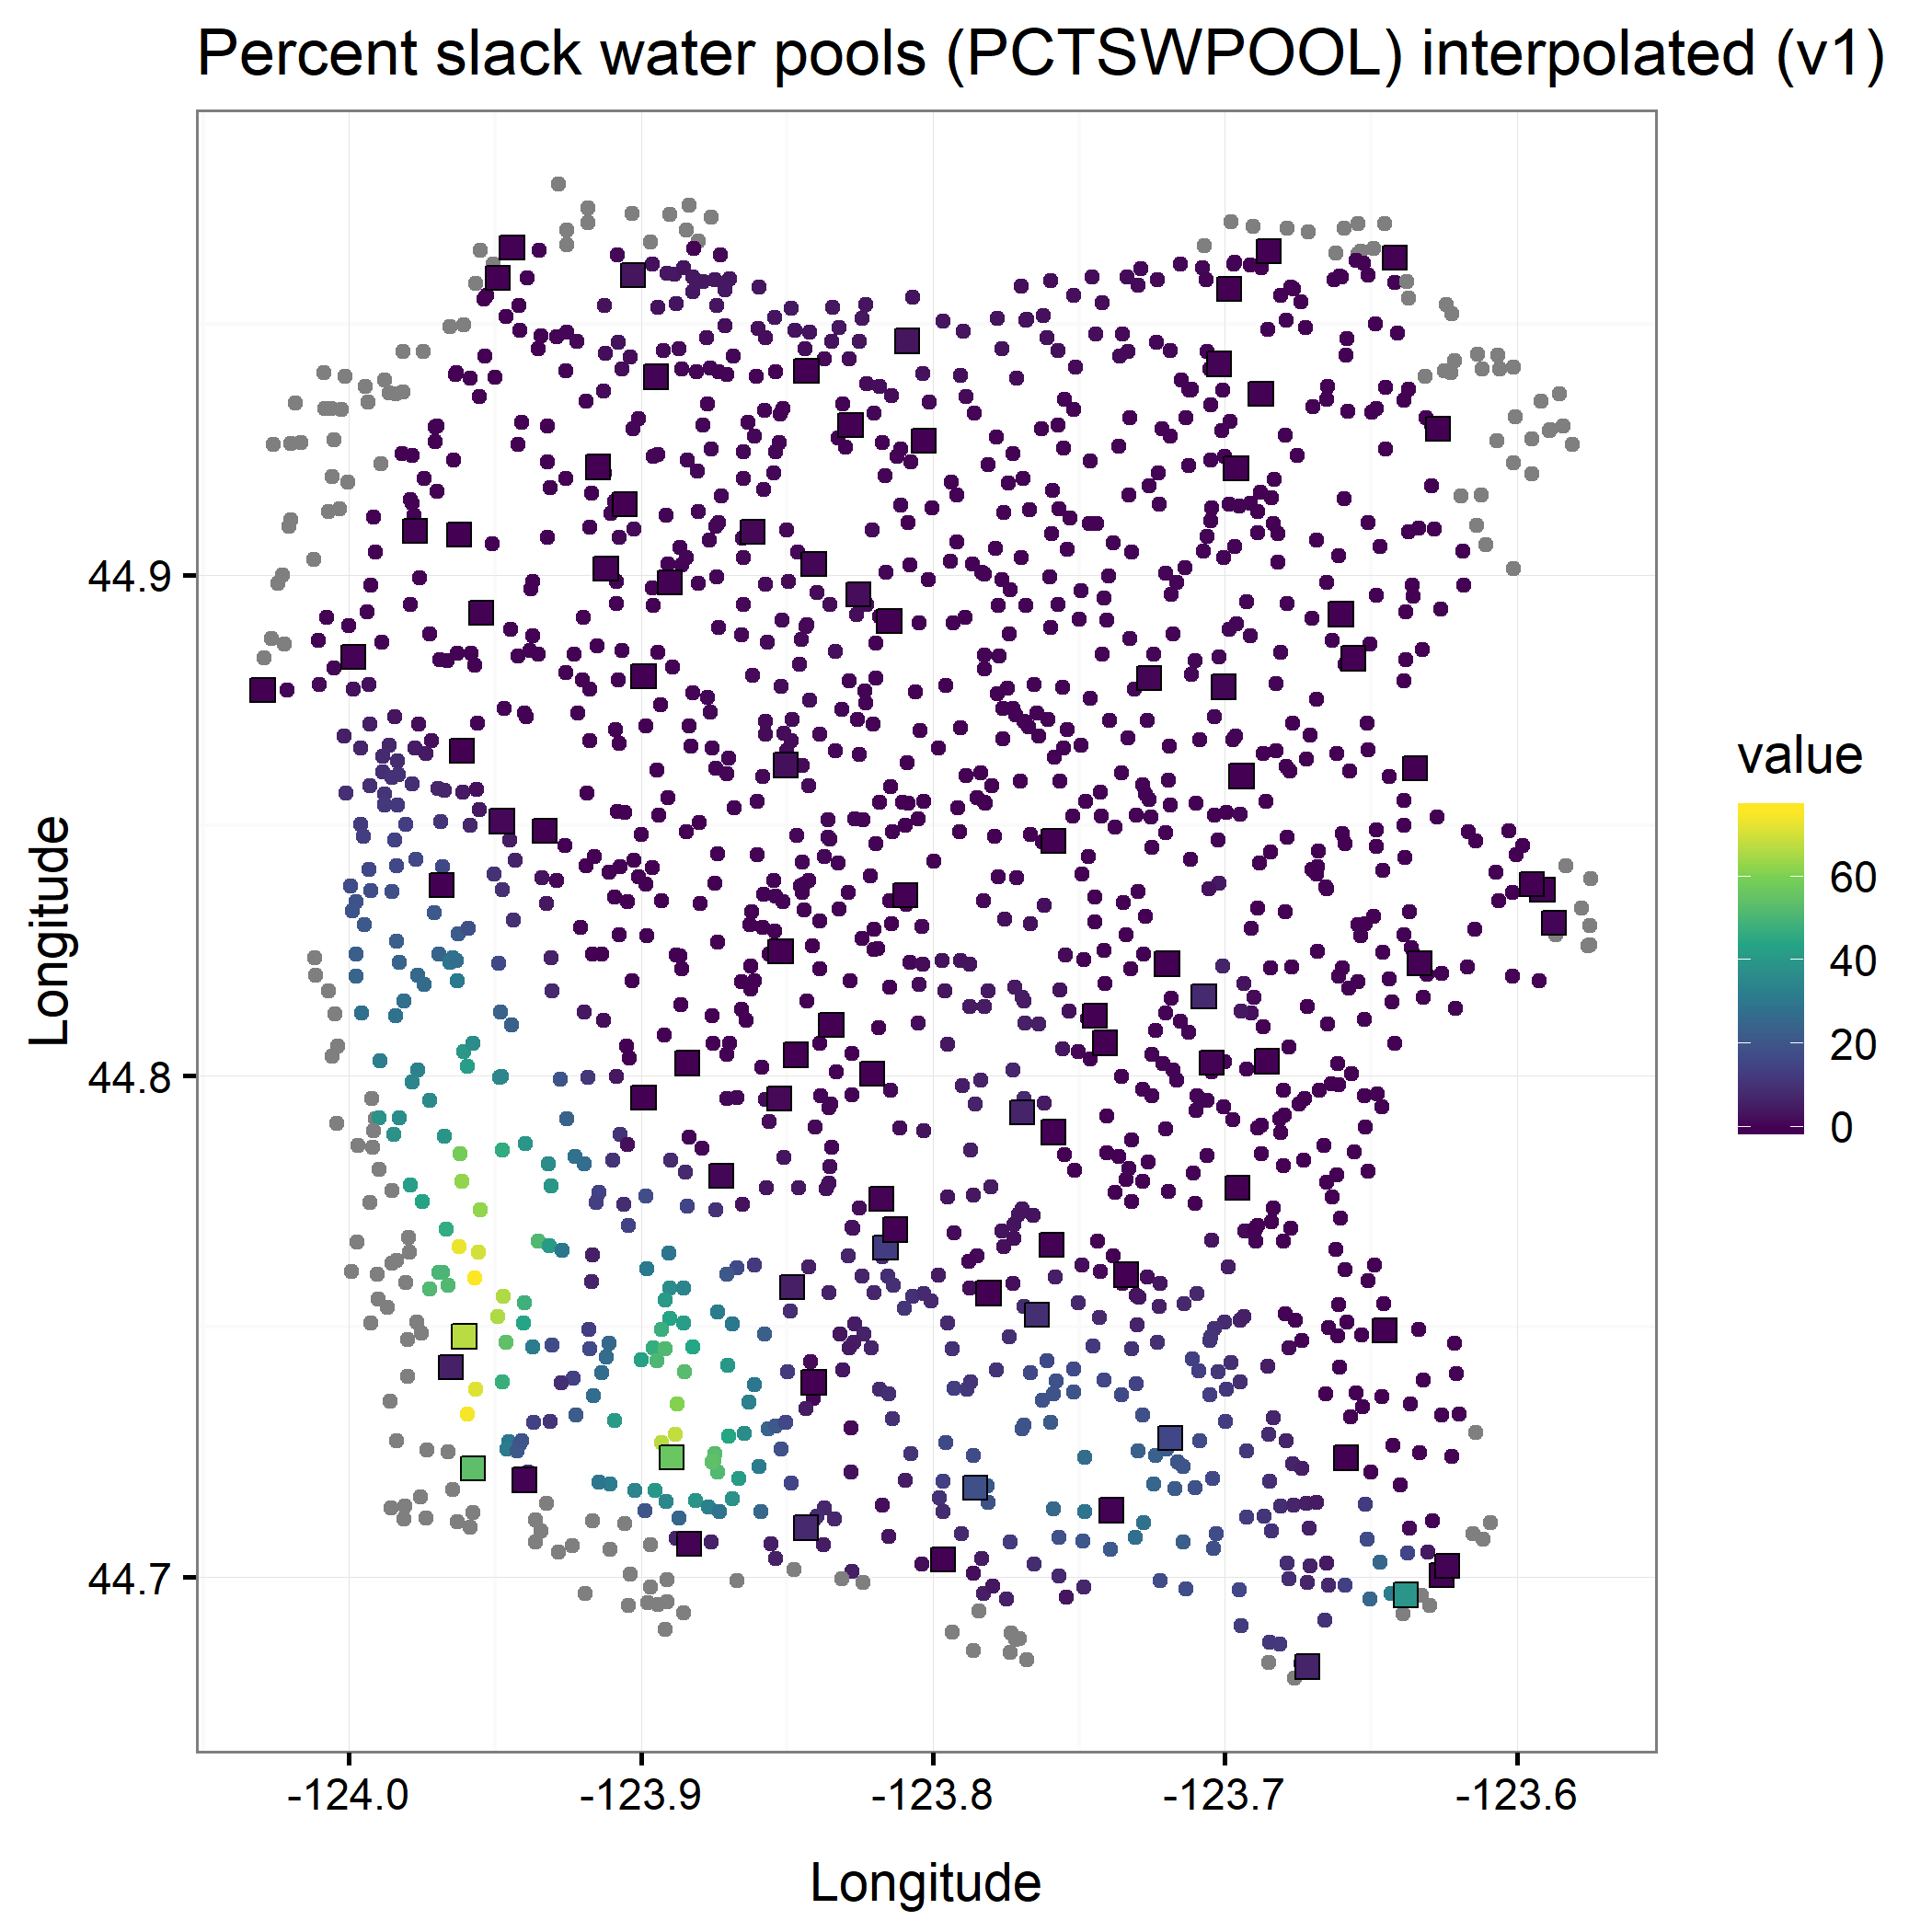 Percent slack water pools (PCTSWPOOL) interpolated (v1)
44.9
44.8
44.7
Longitude
-124.0 -123.9 -123.8 -123.7 -123.6
Longitude
value
60
40
20
0